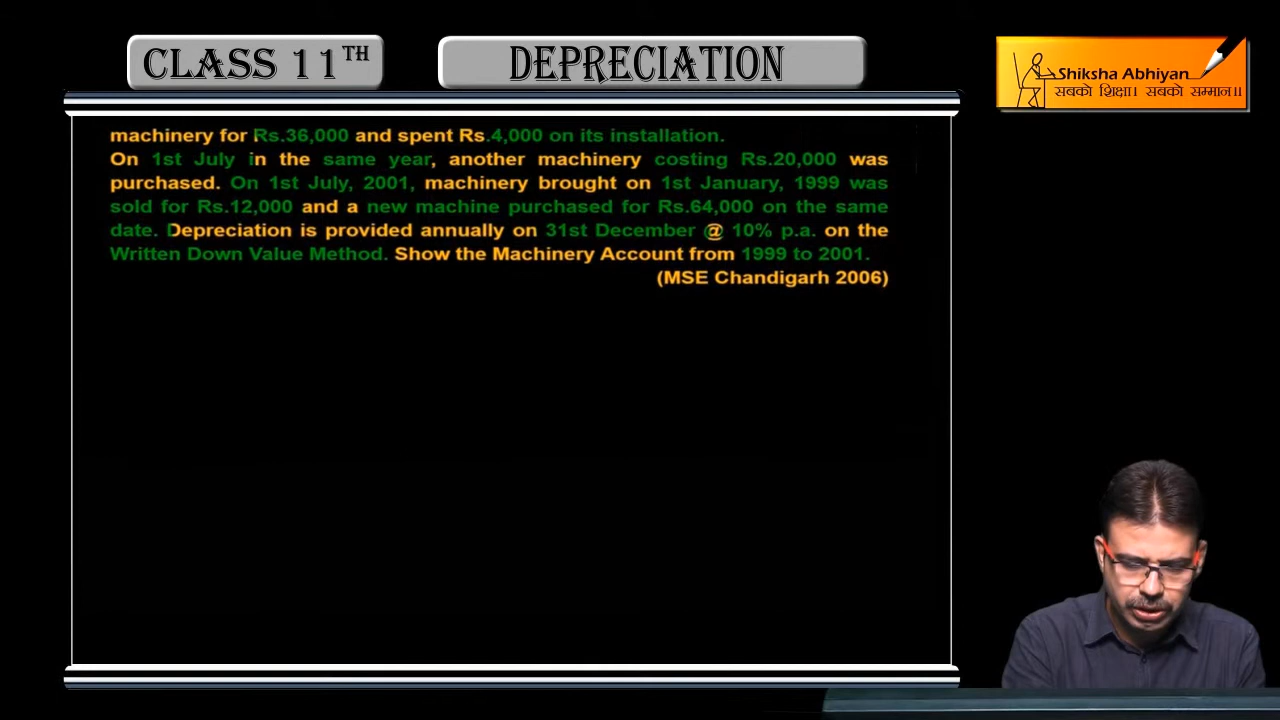 CLASS 11TH
DEPRECIATION
Shiksha Abhiyan
सबको शिक्षा। सबको सम्मान।।
machinery for Rs.36,000 and spent Rs.4,000 on its installation.
On 1st July in the same year, another machinery costing Rs.20,000 was
purchased. On 1st July, 2001, machinery brought on 1st January, 1999 was
sold for Rs.12,000 and a new machine purchased for Rs.64,000 on the same
date. Depreciation is provided annually on 31st December @ 10% p.a. on the
Written Down Value Method. Show the Machinery Account from 1999 to 2001.
(MSE Chandigarh 2006)